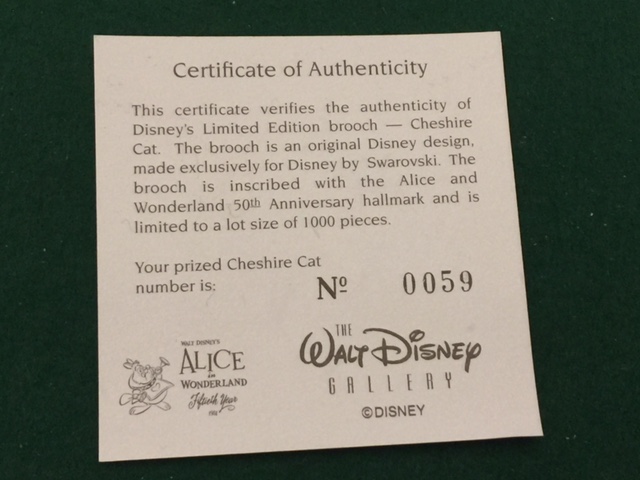 Certificate of Authenticity
This certificate verifies the authenticity of
Disney's Limited Edition brooch — Cheshire
Cat. The brooch is an original Disney design,
made exclusively for Disney by Swarovski. The
brooch is inscribed with the Alice and
Wonderland 50th Anniversary hallmark and is
limited to a lot size of 1000 pieces.
Your prized Cheshire Cat
number is:
Nº 0059
WALT DISNEY'S
ALICE
in
WONDERLAND
Fiftieth Year
THE
WALT DISNEY
GALLERY
©DISNEY